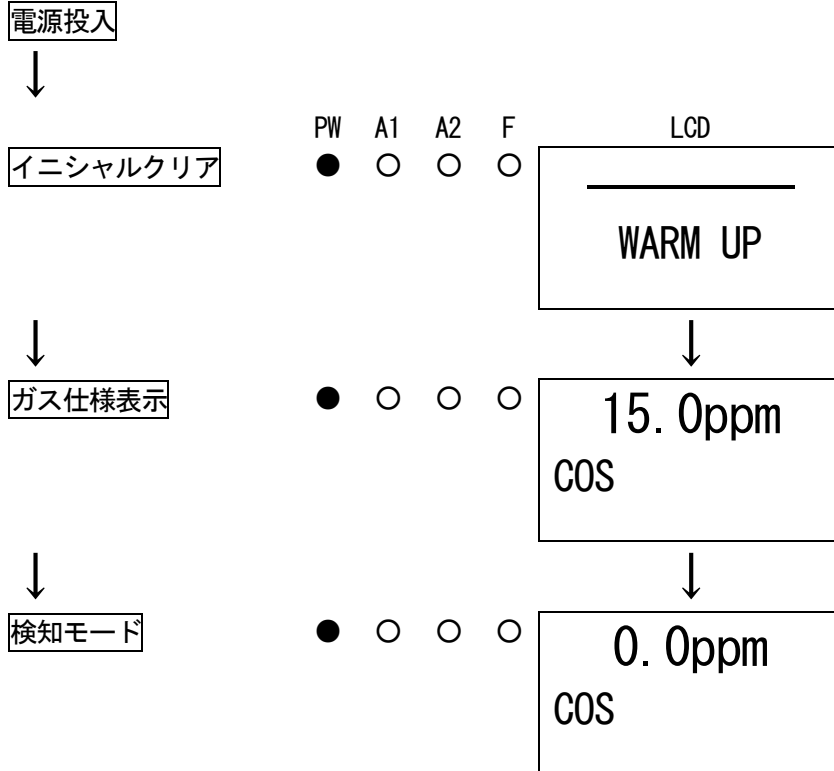 電源投入
↓
PW A1 A2 F LCD
イニシャルクリア ● ○ ○ ○
WARM UP
↓ ↓
ガス仕様表示 ● ○ ○ ○ 15.0ppm
COS
↓ ↓
検知モード ● ○ ○ ○ 0.0ppm
COS